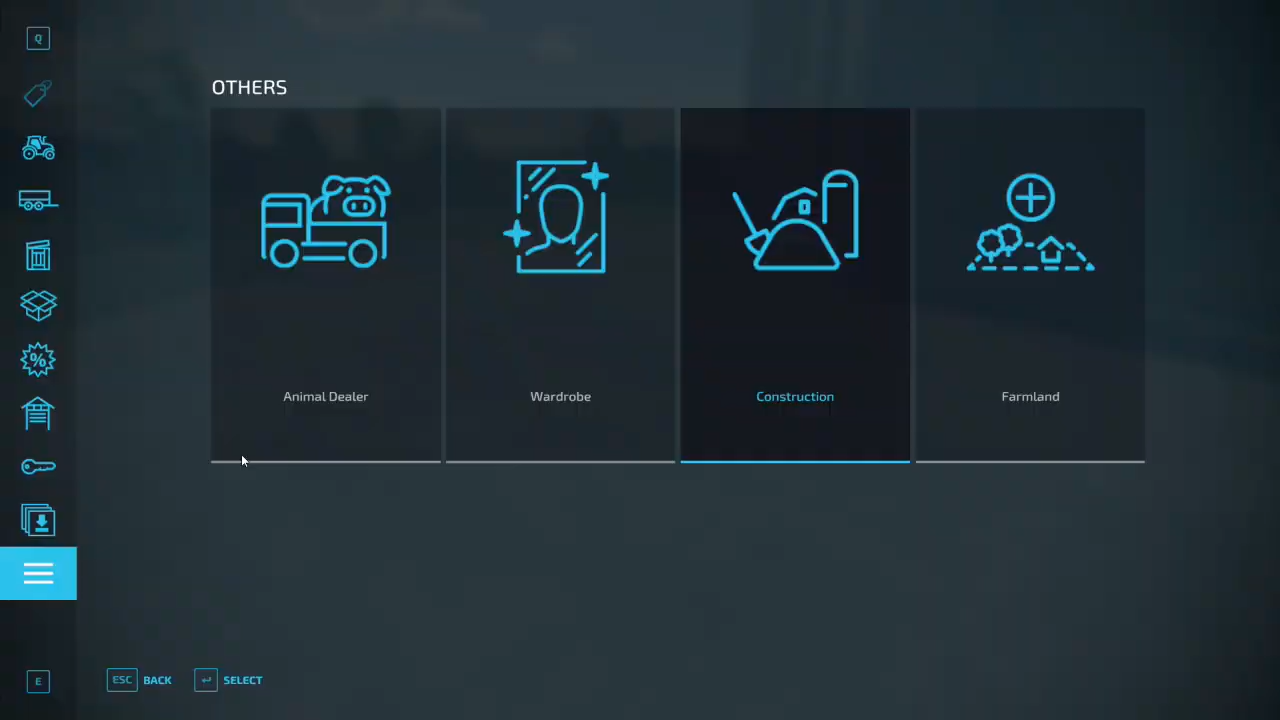 Q
OTHERS
%
Animal Dealer
Wardrobe
Construction
Farmland
E
ESC BACK
SELECT